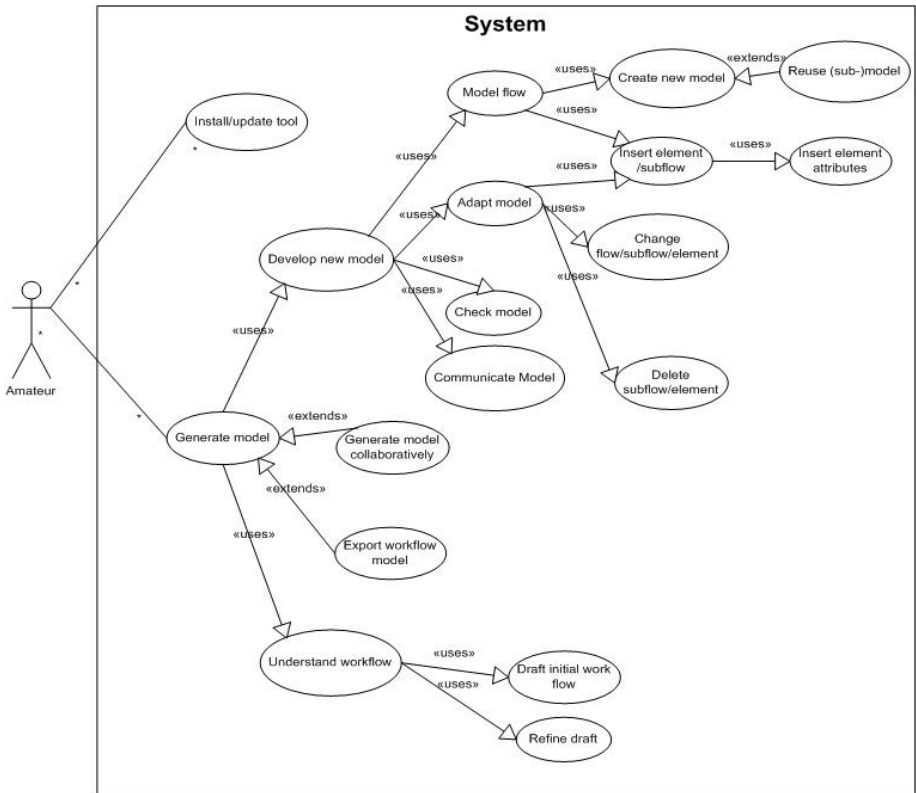 System
«extends»
«uses»
Create new model
Reuse (sub-)model
Model flow
«uses»
Install/update tool
*
«uses»
Insert element
/subflow
«uses»
Insert element
attributes
«uses»
Adapt model
«uses»
«uses»
Change
flow/subflow/element
Develop new model
«uses»
«uses»
«uses»
Check model
*
*
Amateur
«uses»
Communicate Model
Delete
subflow/element
*
«extends»
Generate model
Generate model
collaboratively
«extends»
«uses»
Export workflow
model
Understand workflow
«uses»
Draft initial work
flow
«uses»
Refine draft